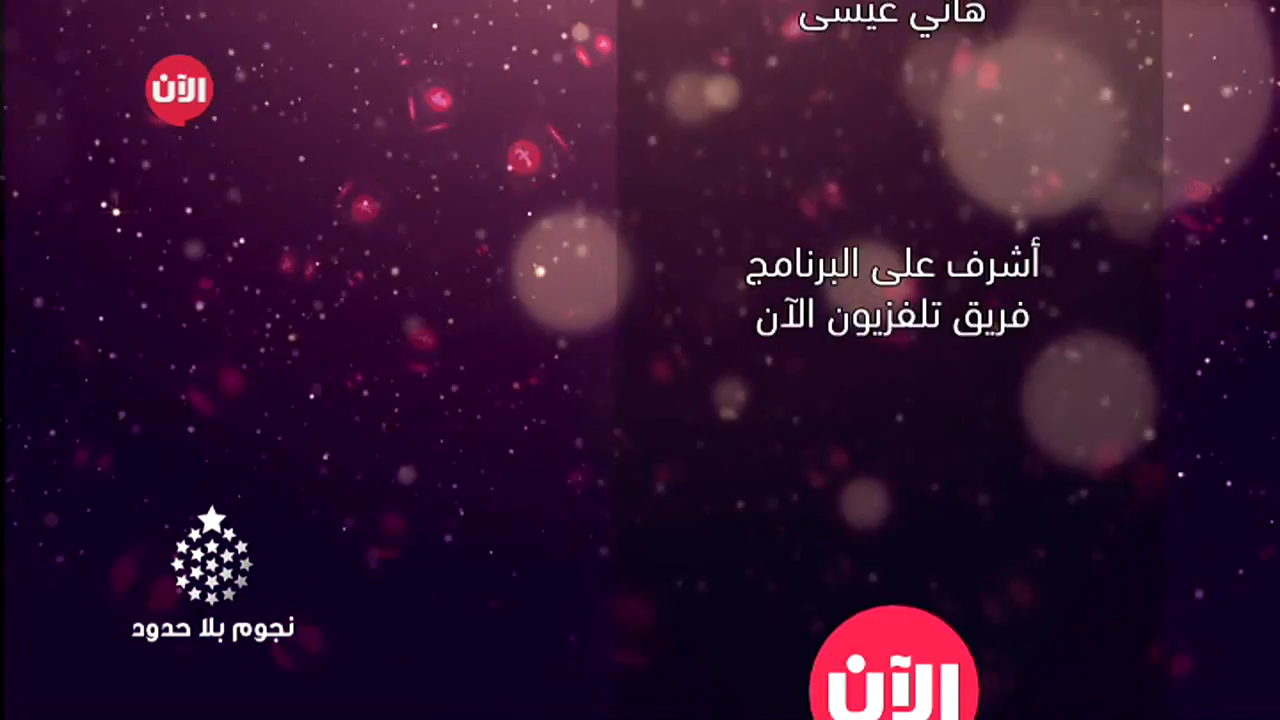 هاني عيسى
الآن
أشرف على البرنامج
فريق تلفزيون الآن
نجوم بلا حدود
الآن